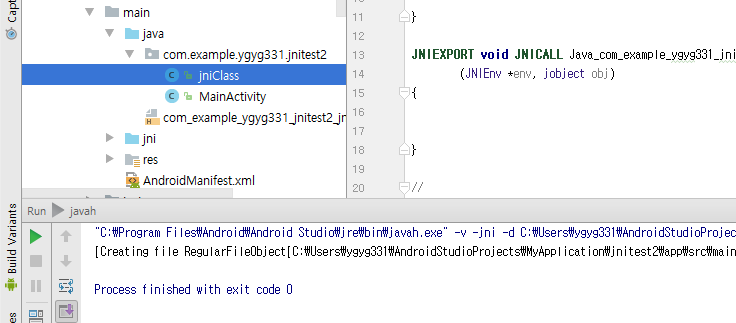 Captu
main
java
com.example.ygyg331.jnitest2
jniClass
MainActivity
com_example_ygyg331_jnitest2_jn
jni
res
AndroidManifest.xml
11 }
12
13 JNIEXPORT void JNICALL Java_com_example_ygyg331_jni
14 (JNIEnv *env, jobject obj)
15 {
16
17
18 }
19
20 //
Build Variants
Run javah
"C:₩Program Files₩Android₩Android Studio₩jre₩bin₩javah.exe" -v -jni -d C:₩Users₩ygyg331₩AndroidStudioProjec
[Creating file RegularFileObject[C:₩Users₩ygyg331₩AndroidStudioProjects₩MyApplication₩jnitest2₩app₩src₩main
Process finished with exit code 0